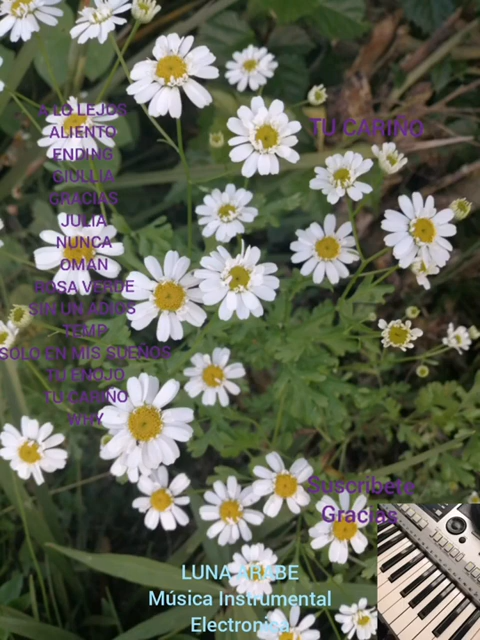 A LO LEJOS
ALIENTO
ENDING
GIULLIA
GRACIAS
JULIA
NUNCA
OMAN
ROSA VERDE
SIN UN ADIOS
TEMP
SOLO EN MIS SUEÑOS
TU ENOJO
TU CARIÑO
WHY
TU CARIÑO
Suscribete
Gracias
LUNA ARABE
Música Instrumental
Electronica